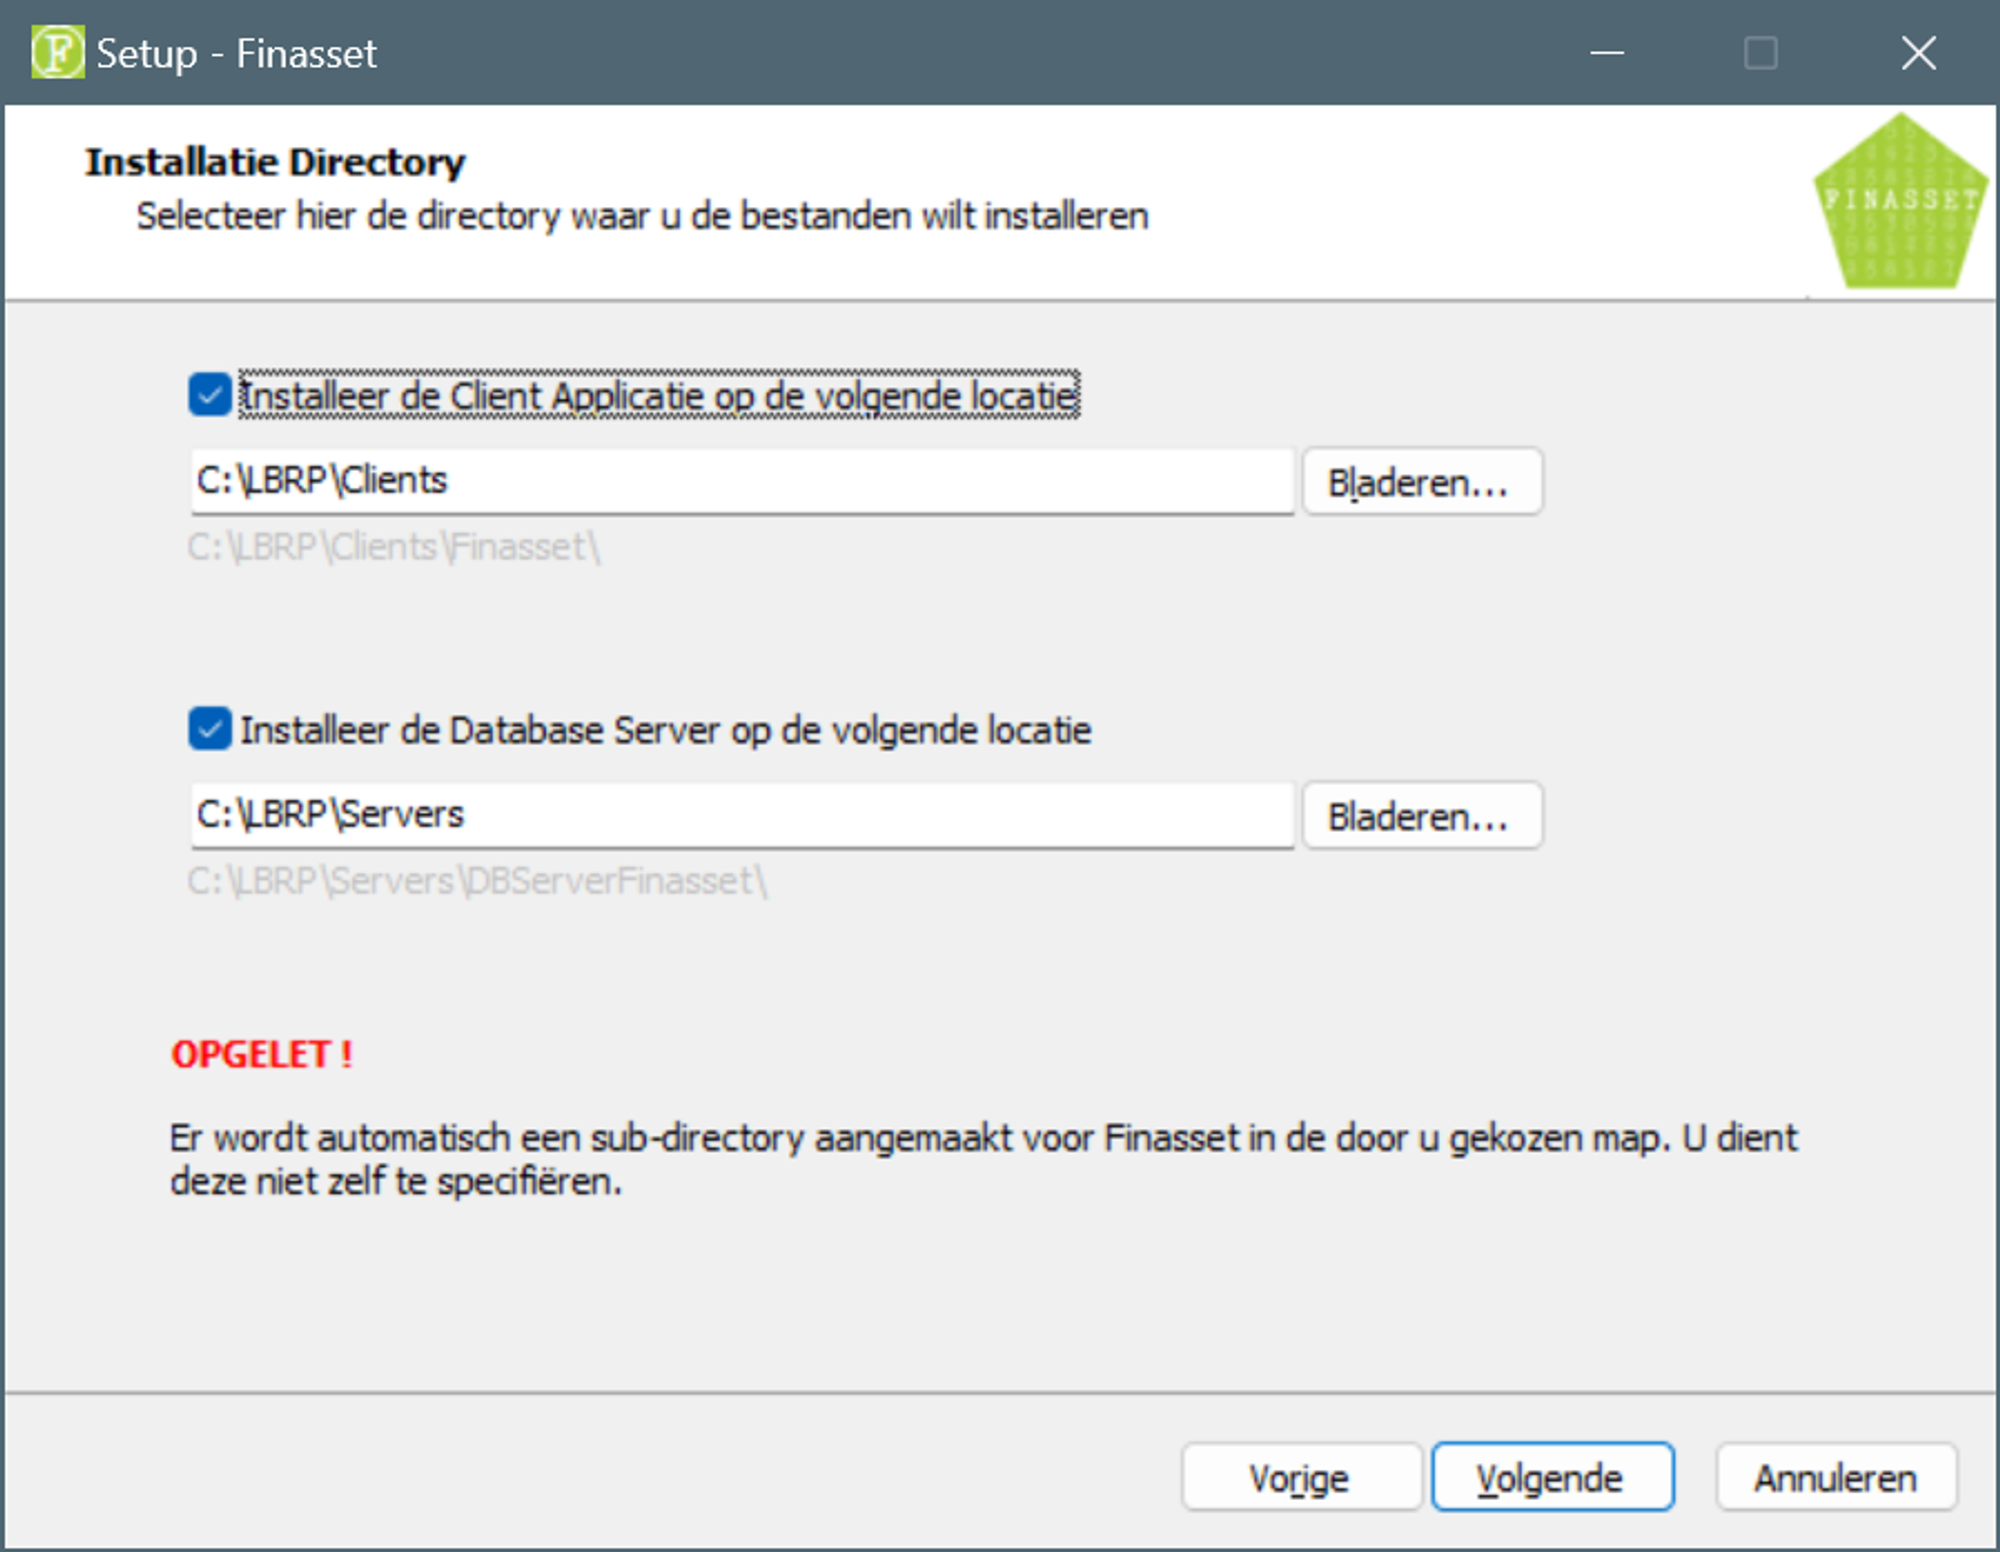 Setup - Finasset
Installatie Directory
Selecteer hier de directory waar u de bestanden wilt installeren
FINASSET
Installeer de Client Applicatie op de volgende locatie
C:\LBRP\Clients
Bladeren...
C:\LBRP\Clients\Finasset\
Installeer de Database Server op de volgende locatie
C:\LBRP\Servers
Bladeren...
C:\LBRP\Servers\DBServerFinasset\
OPGELET !
Er wordt automatisch een sub-directory aangemaakt voor Finasset in de door u gekozen map. U dient
deze niet zelf te specifiëren.
Vorige
Volgende
Annuleren